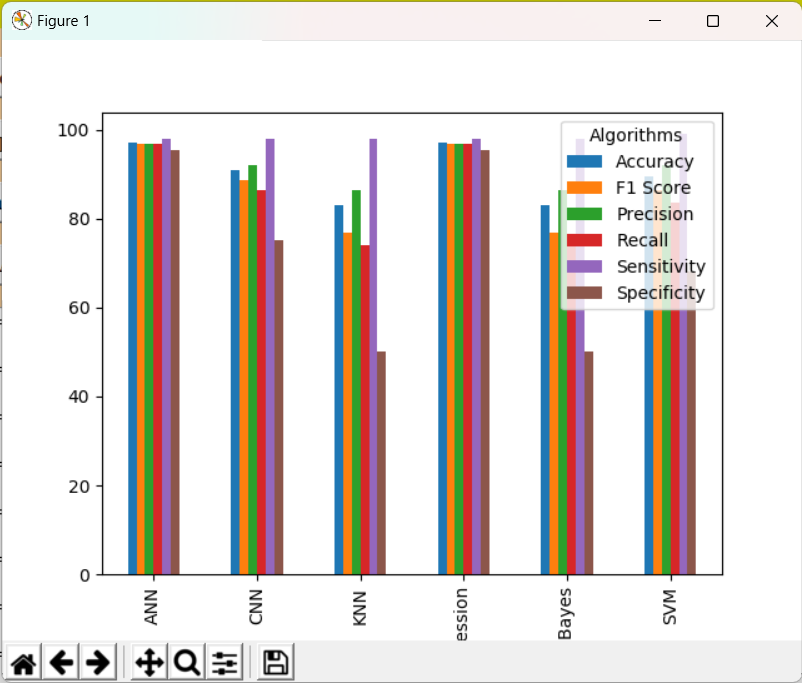 Figure 1
100
80
60
40
20
0
Algorithms
Accuracy
F1 Score
Precision
Recall
Sensitivity
Specificity
ANN
CNN
KNN
ession
Bayes
SVM